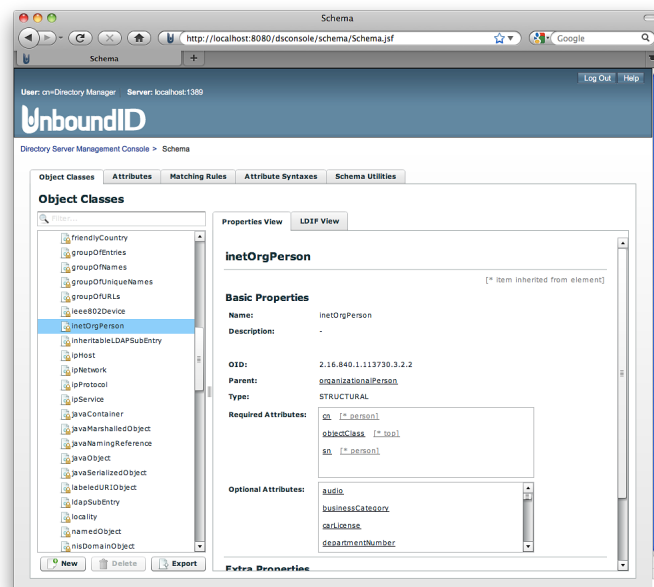 Schema
http://localhost:8080/dsconsole/schema/Schema.jsf
Google
Schema
+
Log Out Help
User: cn=Directory Manager Server: localhost:1389
UnboundID
Directory Server Management Console > Schema
Object Classes Attributes Matching Rules Attribute Syntaxes Schema Utilities
Object Classes
Filter...
friendlyCountry
groupOfEntries
groupOfNames
groupOfUniqueNames
groupOfURLs
ieee802Device
inetOrgPerson
inheritableLDAPSubEntry
ipHost
ipNetwork
ipProtocol
ipService
javaContainer
javaMarshalledObject
javaNamingReference
javaObject
javaSerializedObject
labeledURIObject
ldapSubEntry
locality
namedObject
nisDomainObject
New Delete Export
Properties View LDIF View
inetOrgPerson
[* item inherited from element]
Basic Properties
Name: inetOrgPerson
Description: -
OID: 2.16.840.1.113730.3.2.2
Parent: organizationalPerson
Type: STRUCTURAL
Required Attributes: cn [* person]
objectClass [* top]
sn [* person]
Optional Attributes: audio
businessCategory
carLicense
departmentNumber
Extra Properties